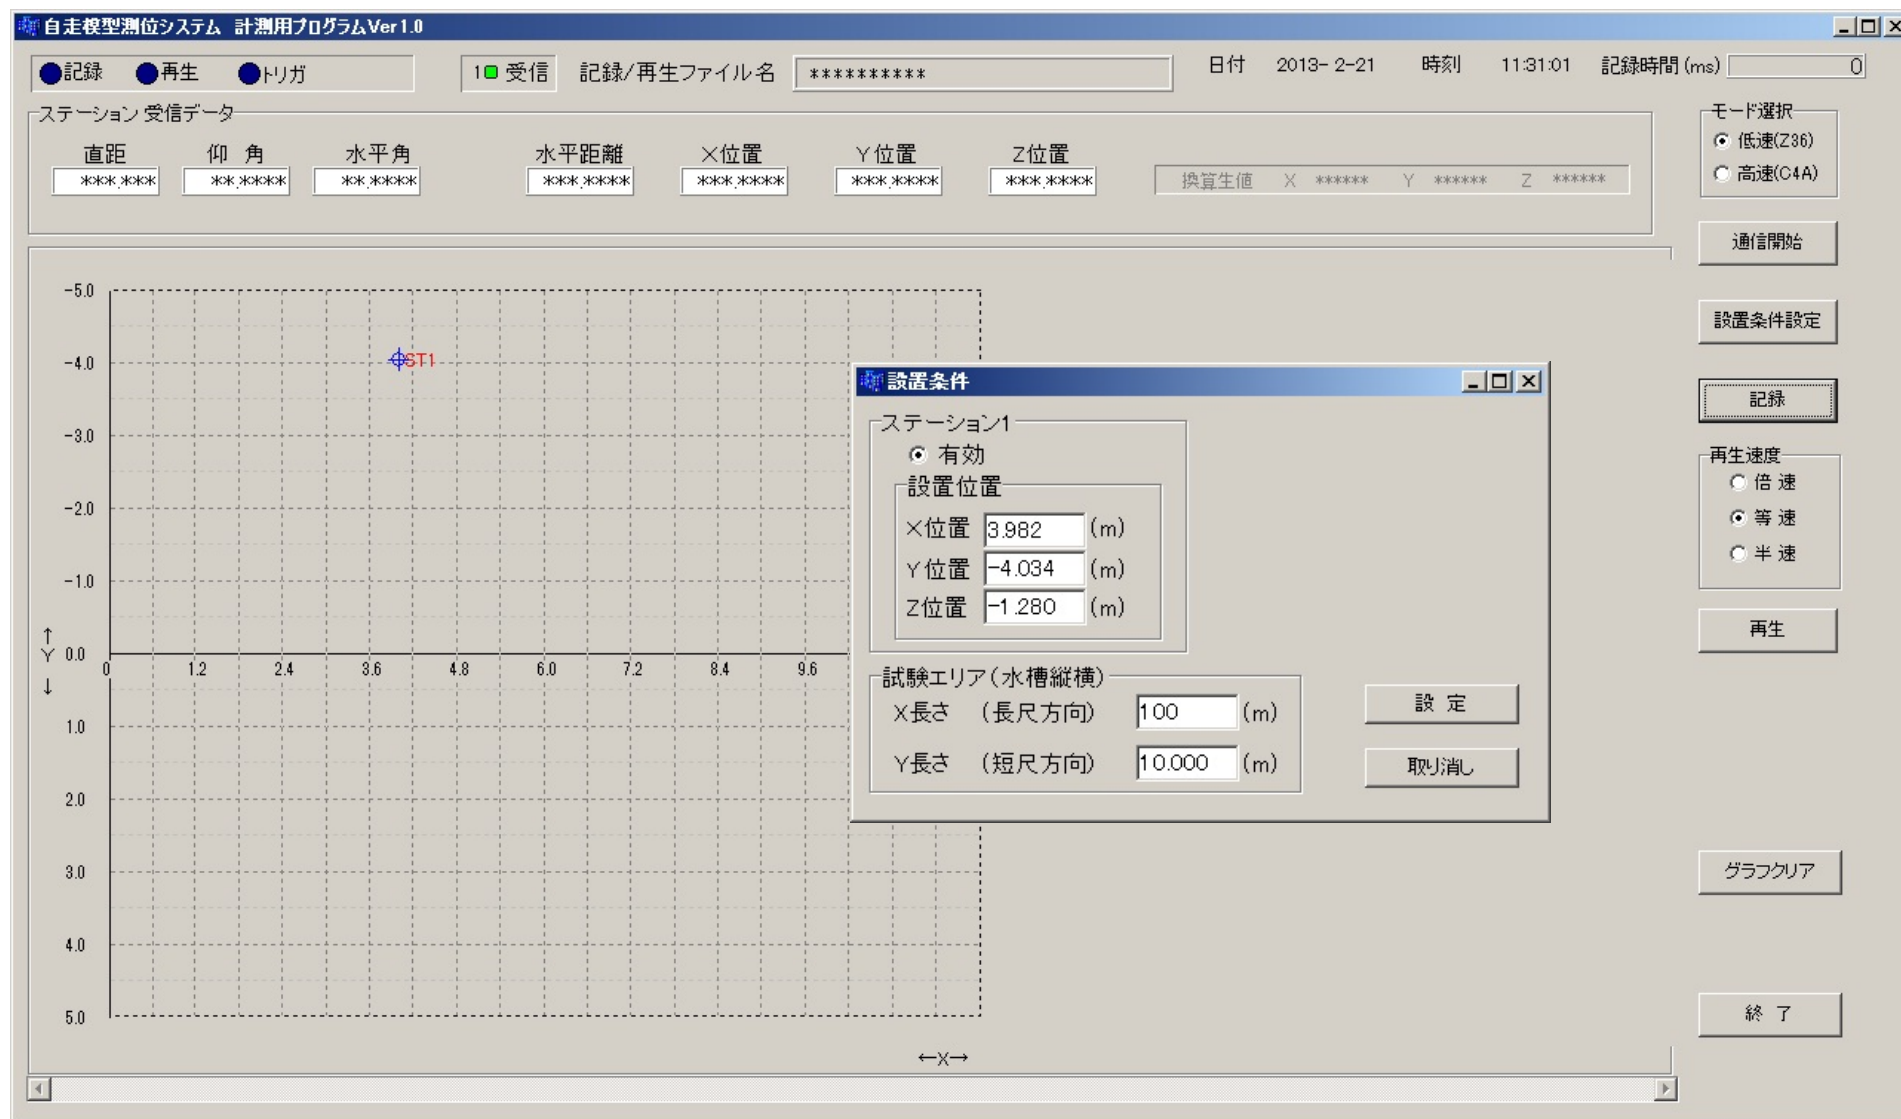 自走模型測位システム 計測用プログラムVer1.0
記録 再生 トリガ 1 受信 記録/再生ファイル名 ********** 日付 2013- 2-21 時刻 11:31:01 記録時間(ms) 0
ステーション 受信データ
直距 仰 角 水平角 水平距離 X位置 Y位置 Z位置
***.*** **.**** **.**** ***.**** ***.**** ***.**** ***.**** 換算生値 X ****** Y ****** Z ******
モード選択
低速(Z36)
高速(C4A)
通信開始
設置条件設定
記録
再生速度
倍 速
等 速
半 速
再生
グラフクリア
終 了
-5.0
-4.0
ST1
-3.0
-2.0
-1.0
↑
Y 0.0
↓
0 1.2 2.4 3.6 4.8 6.0 7.2 8.4 9.6
1.0
2.0
3.0
4.0
5.0
←X→
設置条件
ステーション1
有効
設置位置
X位置 3.982 (m)
Y位置 -4.034 (m)
Z位置 -1.280 (m)
試験エリア(水槽縦横)
X長さ (長尺方向) 100 (m)
Y長さ (短尺方向) 10.000 (m)
設 定
取り消し